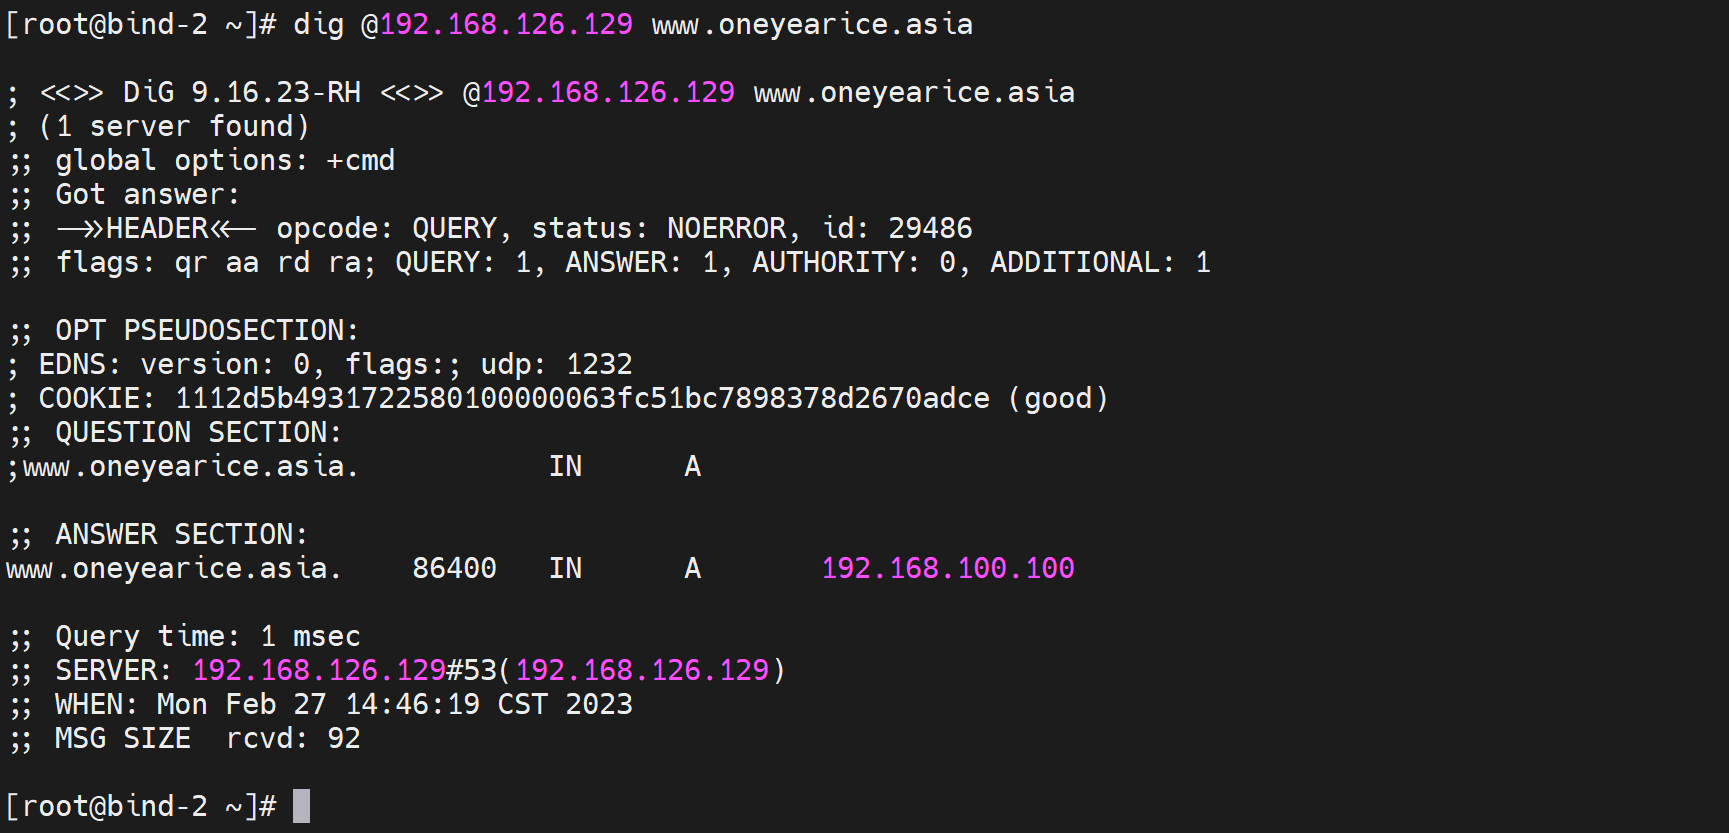 [root@bind-2 ~]# dig @192.168.126.129 www.oneyearice.asia
; <<>> DiG 9.16.23-RH <<>> @192.168.126.129 www.oneyearice.asia
; (1 server found)
;; global options: +cmd
;; Got answer:
;; ->>HEADER<<- opcode: QUERY, status: NOERROR, id: 29486
;; flags: qr aa rd ra; QUERY: 1, ANSWER: 1, AUTHORITY: 0, ADDITIONAL: 1
;; OPT PSEUDOSECTION:
; EDNS: version: 0, flags:; udp: 1232
; COOKIE: 1112d5b4931722580100000063fc51bc7898378d2670adce (good)
;; QUESTION SECTION:
;www.oneyearice.asia. IN A
;; ANSWER SECTION:
www.oneyearice.asia. 86400 IN A 192.168.100.100
;; Query time: 1 msec
;; SERVER: 192.168.126.129#53(192.168.126.129)
;; WHEN: Mon Feb 27 14:46:19 CST 2023
;; MSG SIZE  rcvd: 92
[root@bind-2 ~]#